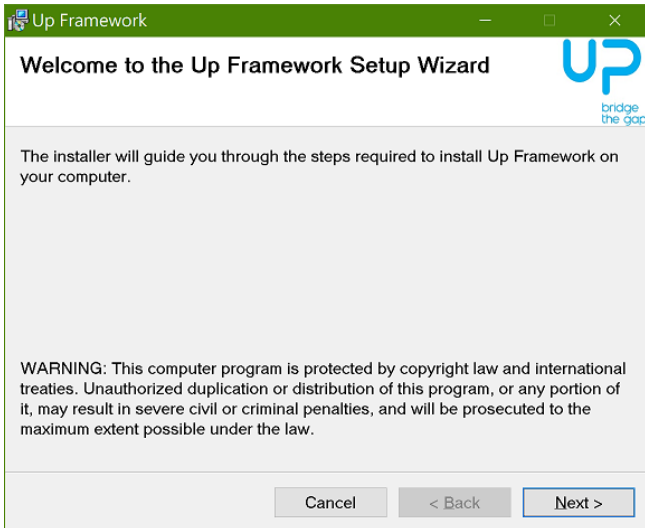 Up Framework
Welcome to the Up Framework Setup Wizard
UP
bridge
the gap
The installer will guide you through the steps required to install Up Framework on
your computer.
WARNING: This computer program is protected by copyright law and international
treaties. Unauthorized duplication or distribution of this program, or any portion of
it, may result in severe civil or criminal penalties, and will be prosecuted to the
maximum extent possible under the law.
Cancel < Back Next >